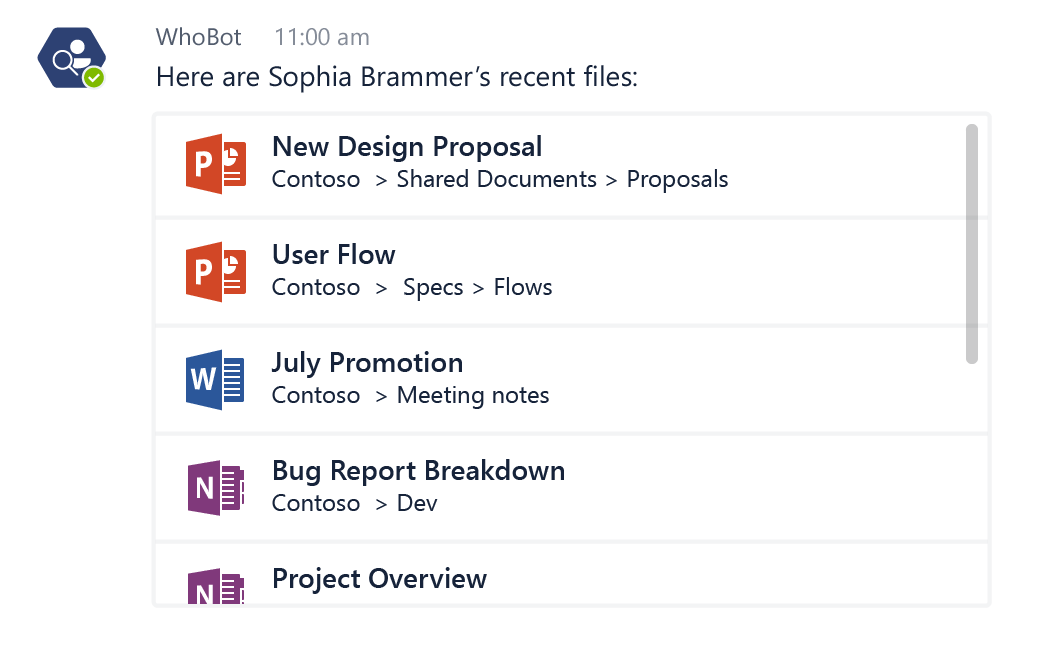 WhoBot 11:00 am
Here are Sophia Brammer’s recent files:
P
New Design Proposal
Contoso > Shared Documents > Proposals
P
User Flow
Contoso > Specs > Flows
W
July Promotion
Contoso > Meeting notes
N
Bug Report Breakdown
Contoso > Dev
N
Project Overview